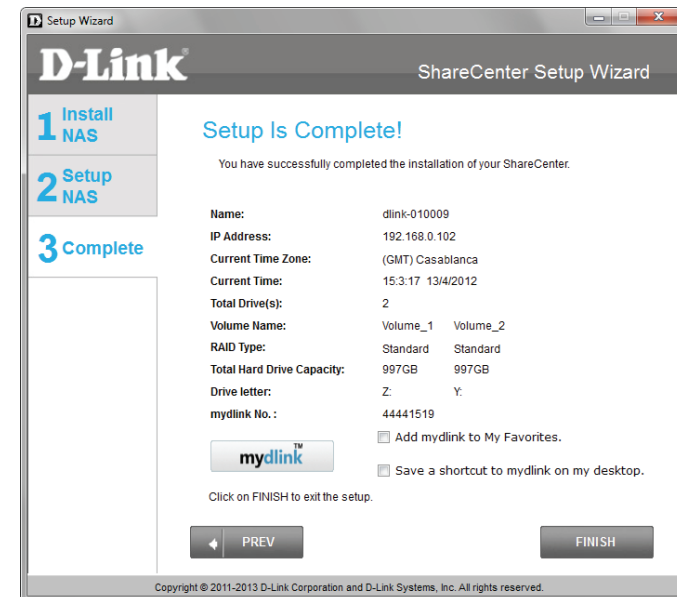 Setup Wizard
D-Link®
ShareCenter Setup Wizard
1 Install NAS
2 Setup NAS
3 Complete
Setup Is Complete!
You have successfully completed the installation of your ShareCenter.
Name: dlink-010009
IP Address: 192.168.0.102
Current Time Zone: (GMT) Casablanca
Current Time: 15:3:17 13/4/2012
Total Drive(s): 2
Volume Name: Volume_1 Volume_2
RAID Type: Standard Standard
Total Hard Drive Capacity: 997GB 997GB
Drive letter: Z: Y:
mydlink No. : 44441519
mydlink™
Add mydlink to My Favorites.
Save a shortcut to mydlink on my desktop.
Click on FINISH to exit the setup.
PREV
FINISH
Copyright © 2011-2013 D-Link Corporation and D-Link Systems, Inc. All rights reserved.